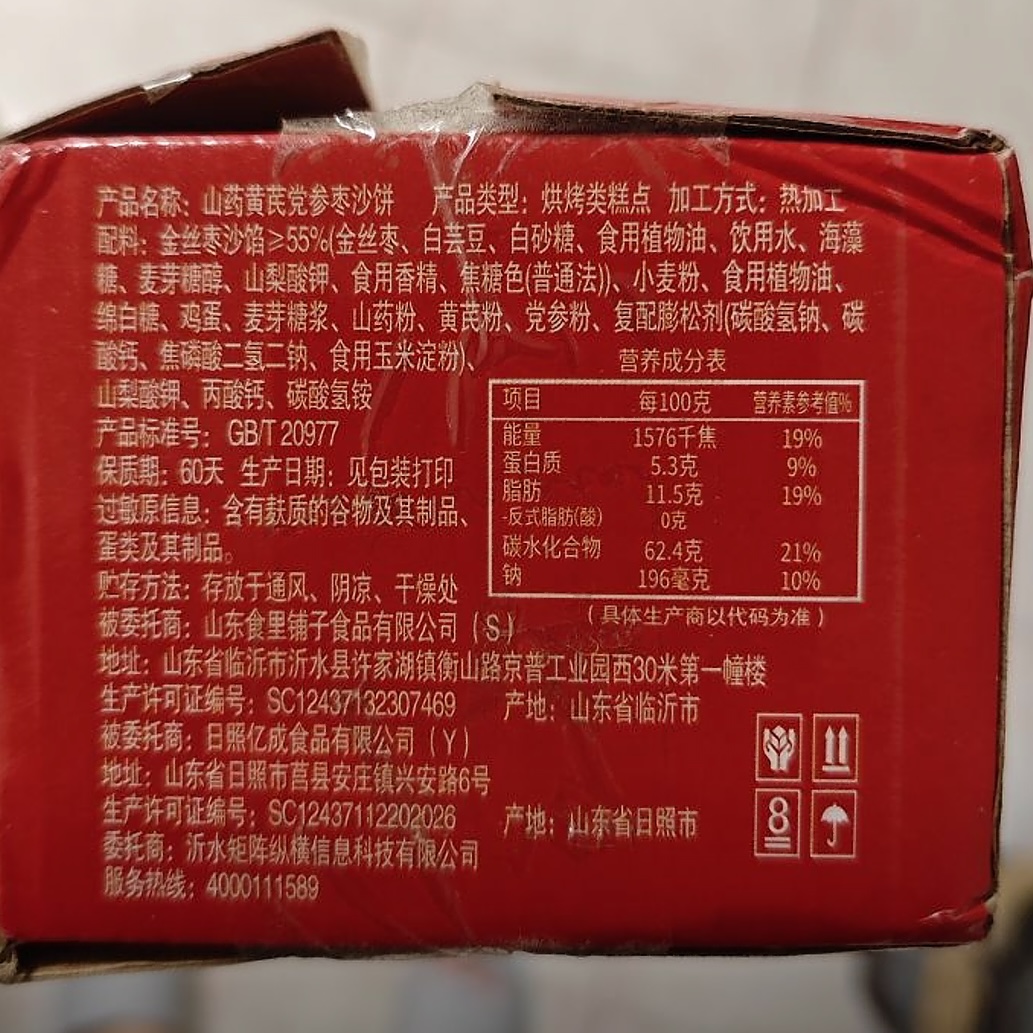 产品名称：山药黄芪党参枣沙饼 产品类型：烘烤类糕点 加工方式：热加工
配料：金丝枣沙馅≥55%(金丝枣、白芸豆、白砂糖、食用植物油、饮用水、海藻
糖、麦芽糖醇、山梨酸钾、食用香精、焦糖色(普通法))、小麦粉、食用植物油、
绵白糖、鸡蛋、麦芽糖浆、山药粉、黄芪粉、党参粉、复配膨松剂(碳酸氢钠、碳
酸钙、焦磷酸二氢二钠、食用玉米淀粉)、
山梨酸钾、丙酸钙、碳酸氢铵
产品标准号：GB/T 20977
保质期：60天 生产日期：见包装打印
过敏原信息：含有麸质的谷物及其制品、
蛋类及其制品。
贮存方法：存放于通风、阴凉、干燥处
营养成分表
项目 每100克 营养素参考值%
能量 1576千焦 19%
蛋白质 5.3克 9%
脂肪 11.5克 19%
-反式脂肪(酸) 0克
碳水化合物 62.4克 21%
钠 196毫克 10%
（具体生产商以代码为准）
被委托商：山东食里铺子食品有限公司（S）
地址：山东省临沂市沂水县许家湖镇衡山路京普工业园西30米第一幢楼
生产许可证编号：SC12437132307469 产地：山东省临沂市
被委托商：日照亿成食品有限公司（Y）
地址：山东省日照市莒县安庄镇兴安路6号
生产许可证编号：SC12437112202026 产地：山东省日照市
委托商：沂水矩阵纵横信息科技有限公司
服务热线：4000111589
8